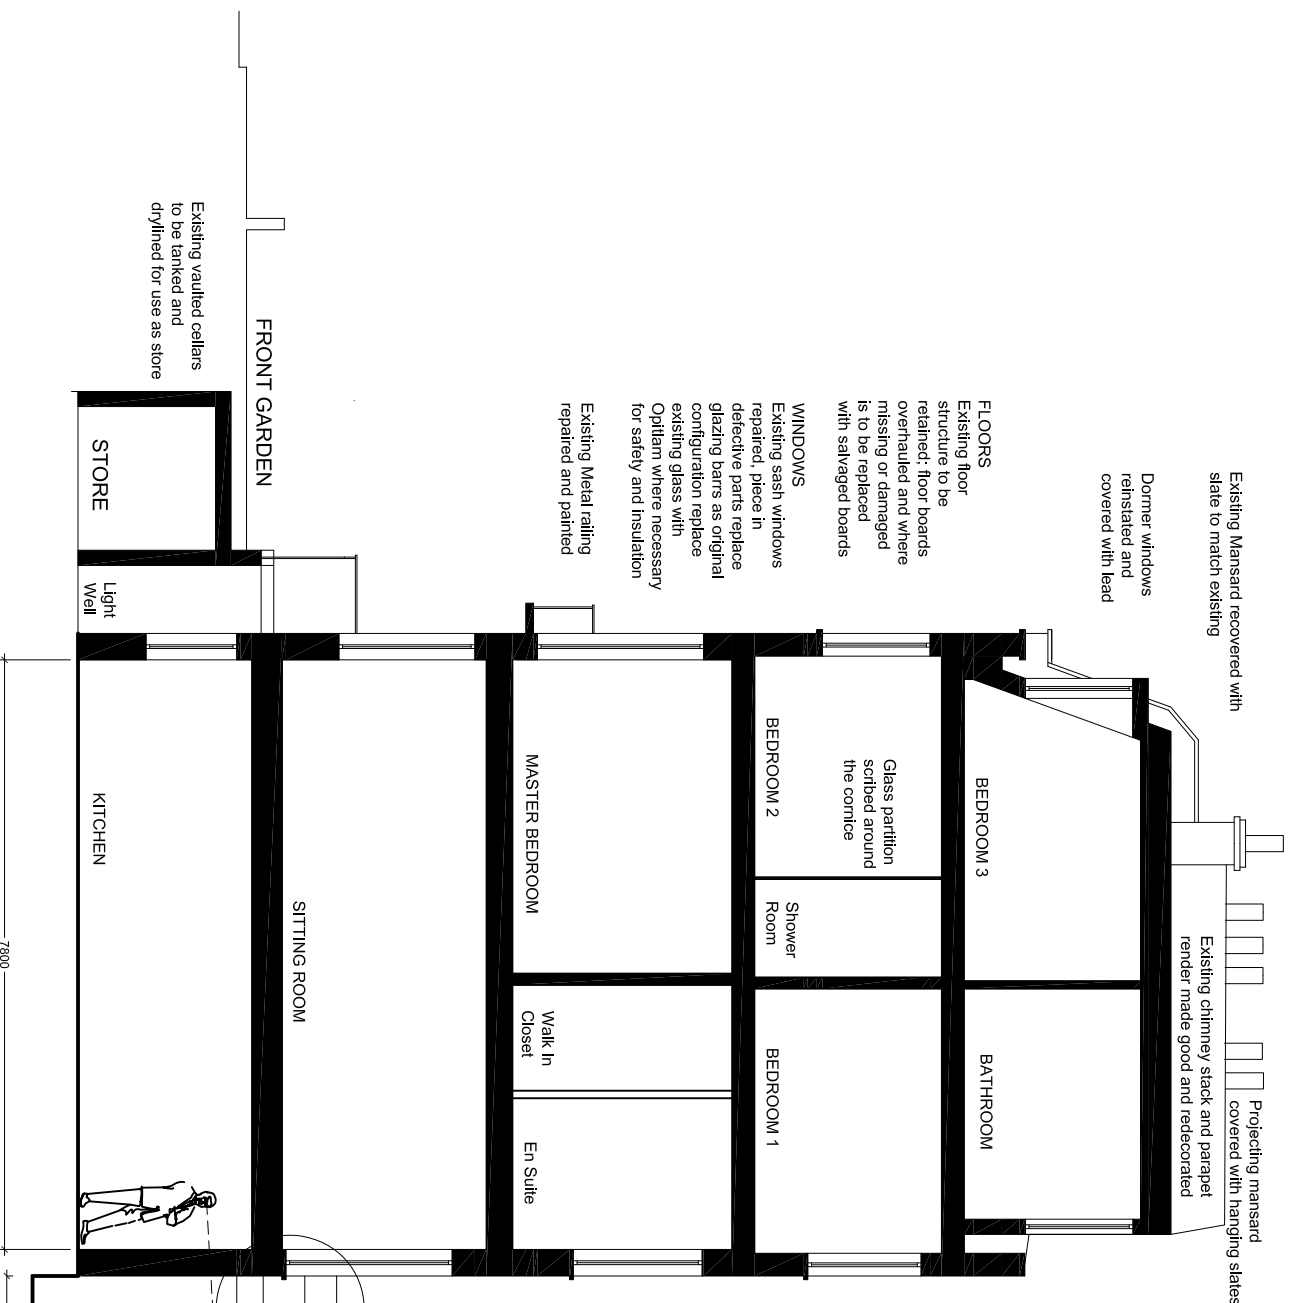 Existing Mansard recovered with
slate to match existing
Dormer windows
reinstated and
covered with lead
FLOORS
Existing floor
structure to be
retained; floor boards
overhauled and where
missing or damaged
is to be replaced
with salvaged boards
WINDOWS
Existing sash windows
repaired, piece in
defective parts replace
glazing barrs as original
configuration replace
existing glass with
Opitlam where necessary
for safety and insulation
Existing Metal railing
repaired and painted
FRONT GARDEN
Existing vaulted cellars
to be tanked and
drylined for use as store
STORE
Light
Well
Projecting mansard
covered with hanging slates
Existing chimney stack and parapet
render made good and redecorated
BEDROOM 3
BATHROOM
Glass partition
scribed around
the cornice
BEDROOM 2
Shower
Room
BEDROOM 1
MASTER BEDROOM
Walk In
Closet
En Suite
SITTING ROOM
KITCHEN
7800